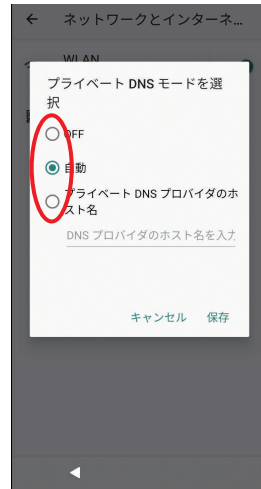 ネットワークとインターネ...
WLAN
プライベート DNS モードを選
択
OFF
自動
プライベート DNS プロバイダのホ
スト名
DNS プロバイダのホスト名を入力
キャンセル 保存